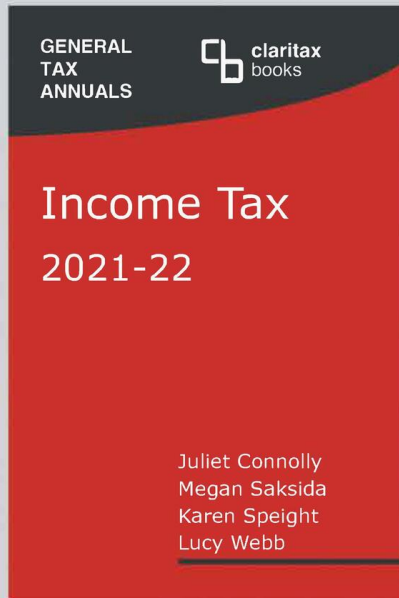 GENERAL
TAX
ANNUALS
claritax
books
Income Tax
2021-22
Juliet Connolly
Megan Saksida
Karen Speight
Lucy Webb